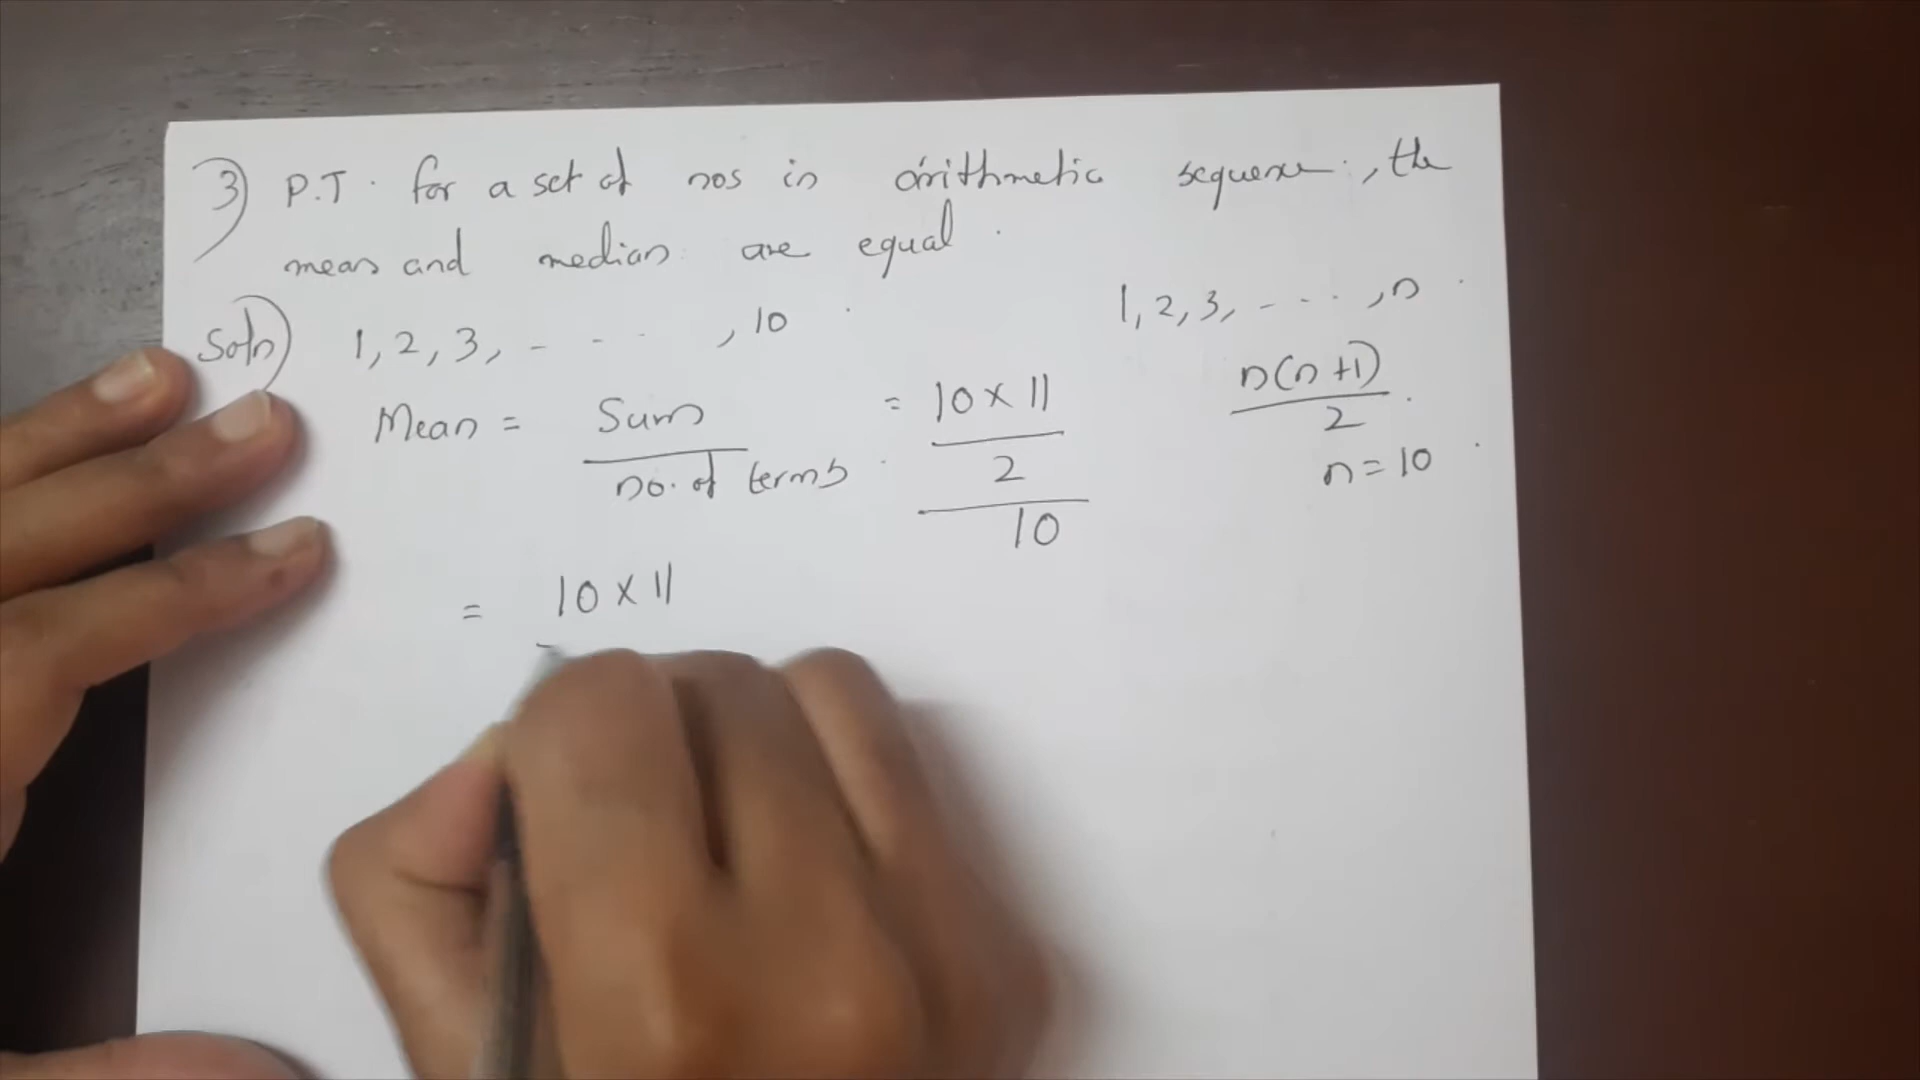 3) P.T. for a set of nos in arithmetic sequence, the
mean and median are equal.
Soln) 1, 2, 3, - - - , 10
1, 2, 3, - - - , n
Mean = Sum / no. of terms = 10 x 11 / 2 / 10
n(n+1) / 2
n = 10
= 10 x 11